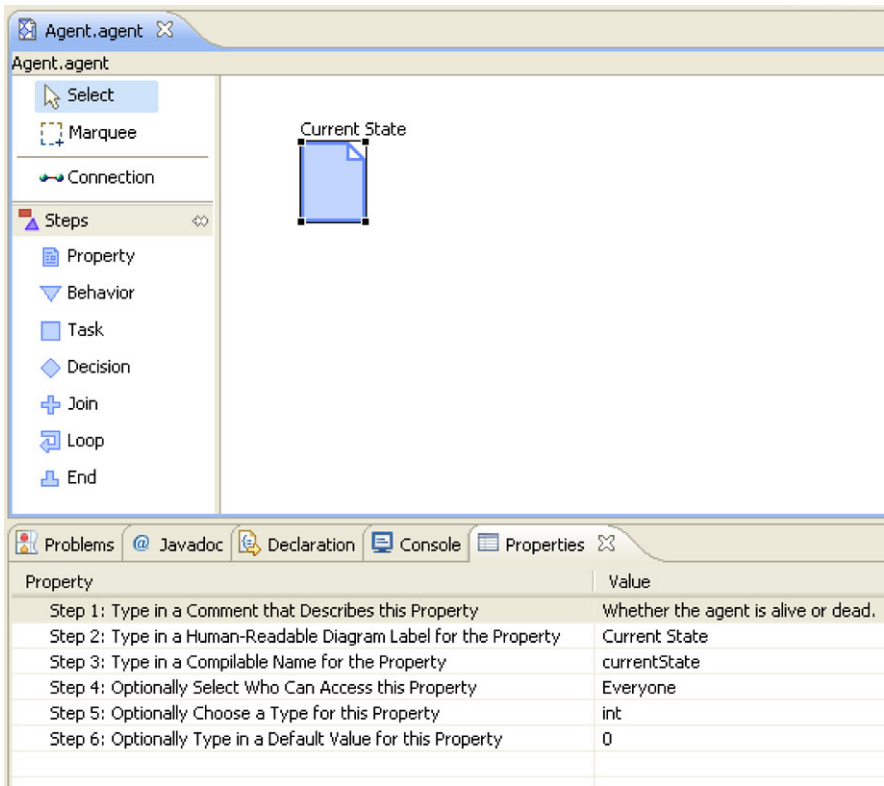 Agent.agent
Agent.agent
Select
Marquee
Connection
Steps
Property
Behavior
Task
Decision
Join
Loop
End
Current State
Problems @ Javadoc Declaration Console Properties
Property Value
Step 1: Type in a Comment that Describes this Property Whether the agent is alive or dead.
Step 2: Type in a Human-Readable Diagram Label for the Property Current State
Step 3: Type in a Compilable Name for the Property currentState
Step 4: Optionally Select Who Can Access this Property Everyone
Step 5: Optionally Choose a Type for this Property int
Step 6: Optionally Type in a Default Value for this Property 0